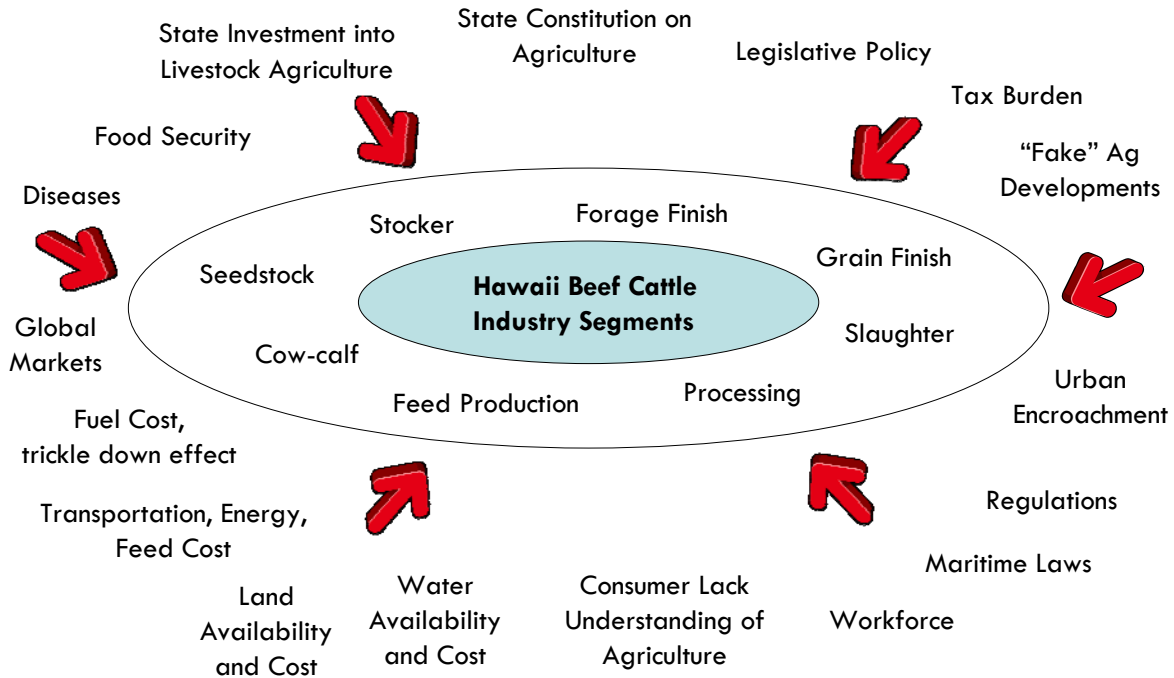 State Investment into
Livestock Agriculture
State Constitution on
Agriculture
Legislative Policy
Tax Burden
Food Security
“Fake” Ag
Developments
Diseases
Stocker
Forage Finish
Seedstock
Grain Finish
Hawaii Beef Cattle
Industry Segments
Global
Markets
Cow-calf
Slaughter
Feed Production
Processing
Urban
Encroachment
Fuel Cost,
trickle down effect
Transportation, Energy,
Feed Cost
Regulations
Maritime Laws
Land
Availability
and Cost
Water
Availability
and Cost
Consumer Lack
Understanding of
Agriculture
Workforce